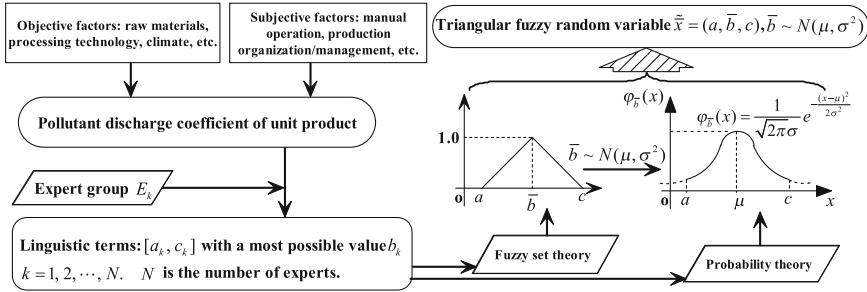 Objective factors: raw materials,
processing technology, climate, etc.
Subjective factors: manual
operation, production
organization/management, etc.
Triangular fuzzy random variable x̃̄ = (a, b̄, c), b̄ ~ N(μ, σ²)
Pollutant discharge coefficient of unit product
Expert group E_k
Linguistic terms: [a_k, c_k] with a most possible value b_k
k = 1, 2, ⋯, N. N is the number of experts.
1.0
o
a
b̄
c
b̄ ~ N(μ, σ²)
φ_b̄(x)
φ_b̄(x) = 1/(√(2π)σ) e^(-(x-μ)²/(2σ²))
o
a
μ
c
x
Fuzzy set theory
Probability theory